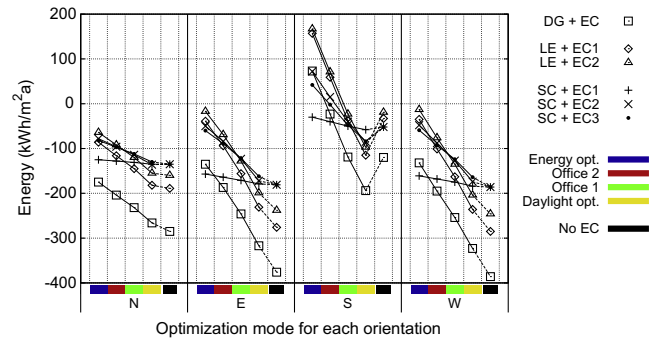 200
100
0
-100
-200
-300
-400
Energy (kWh/m²a)
N
E
S
W
Optimization mode for each orientation
DG + EC
LE + EC1
LE + EC2
SC + EC1
SC + EC2
SC + EC3
Energy opt.
Office 2
Office 1
Daylight opt.
No EC